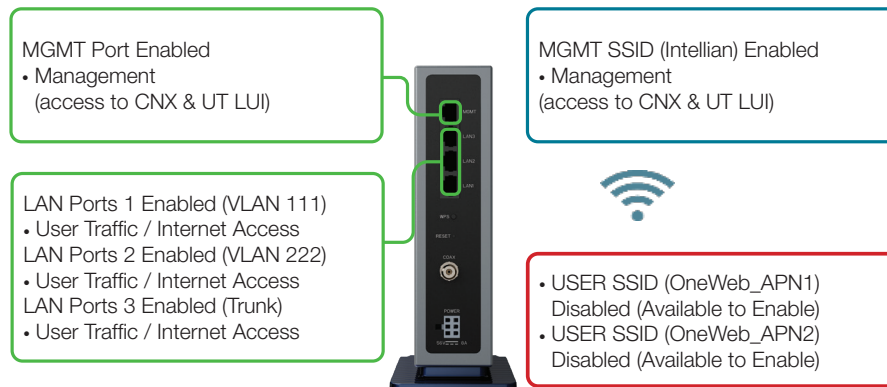 MGMT Port Enabled
• Management
(access to CNX & UT LUI)
LAN Ports 1 Enabled (VLAN 111)
• User Traffic / Internet Access
LAN Ports 2 Enabled (VLAN 222)
• User Traffic / Internet Access
LAN Ports 3 Enabled (Trunk)
• User Traffic / Internet Access
MGMT
LAN3
LAN2
LAN1
RESET
COAX
POWER
MGMT SSID (Intellian) Enabled
• Management
(access to CNX & UT LUI)
• USER SSID (OneWeb_APN1)
Disabled (Available to Enable)
• USER SSID (OneWeb_APN2)
Disabled (Available to Enable)